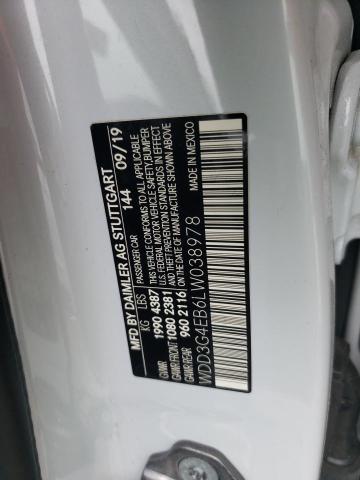 MFD BY DAIMLER AG STUTTGART
144 09/19
KG LBS
GVWR 1990 4387
GAWR FRONT 1080 2381
GAWR REAR 960 2116
PASSENGER CAR
THIS VEHICLE CONFORMS TO ALL APPLICABLE
FED. MOTOR VEHICLE SAFETY, BUMPER
AND THEFT PREVENTION STANDARDS IN EFFECT
ON THE DATE OF MANUFACTURE SHOWN ABOVE
WDD3G4EB6LW038978
MADE IN MEXICO